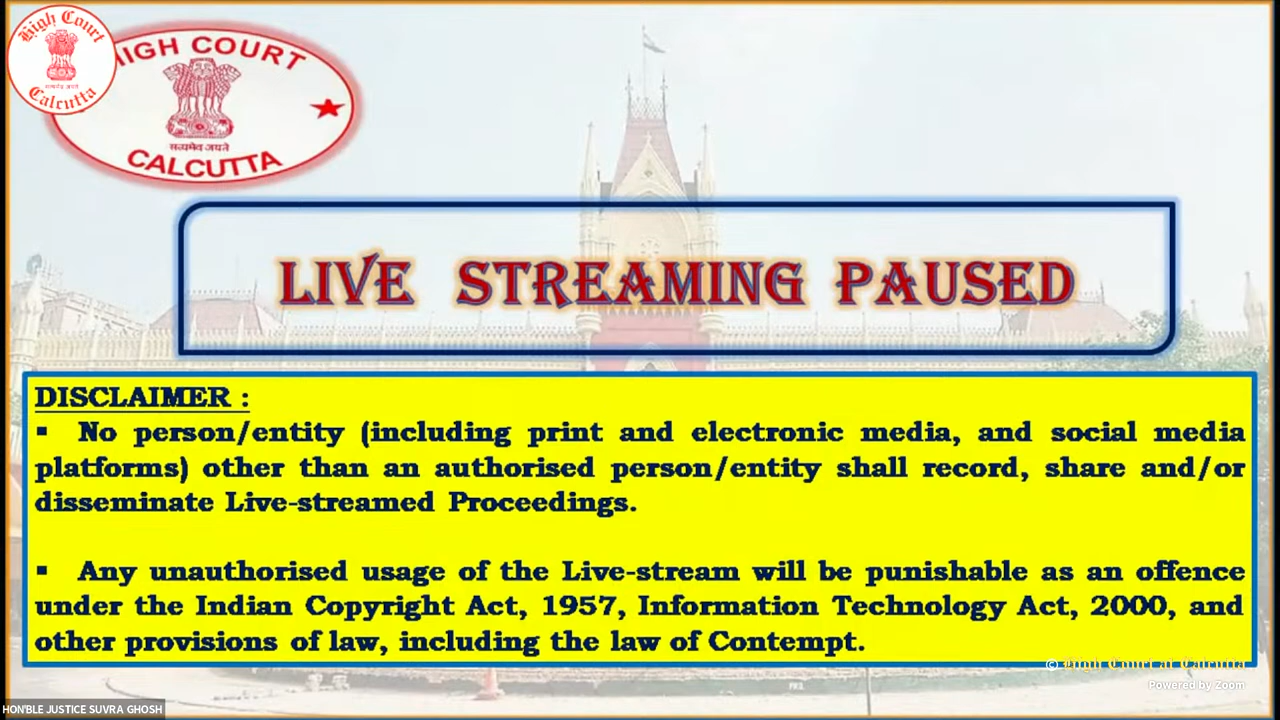 High Court
Calcutta
HIGH COURT
सत्यमेव जयते
CALCUTTA
LIVE STREAMING PAUSED
DISCLAIMER :
▪ No person/entity (including print and electronic media, and social media
platforms) other than an authorised person/entity shall record, share and/or
disseminate Live-streamed Proceedings.
▪ Any unauthorised usage of the Live-stream will be punishable as an offence
under the Indian Copyright Act, 1957, Information Technology Act, 2000, and
other provisions of law, including the law of Contempt.
© High Court at Calcutta
Powered by Zoom
HON'BLE JUSTICE SUVRA GHOSH